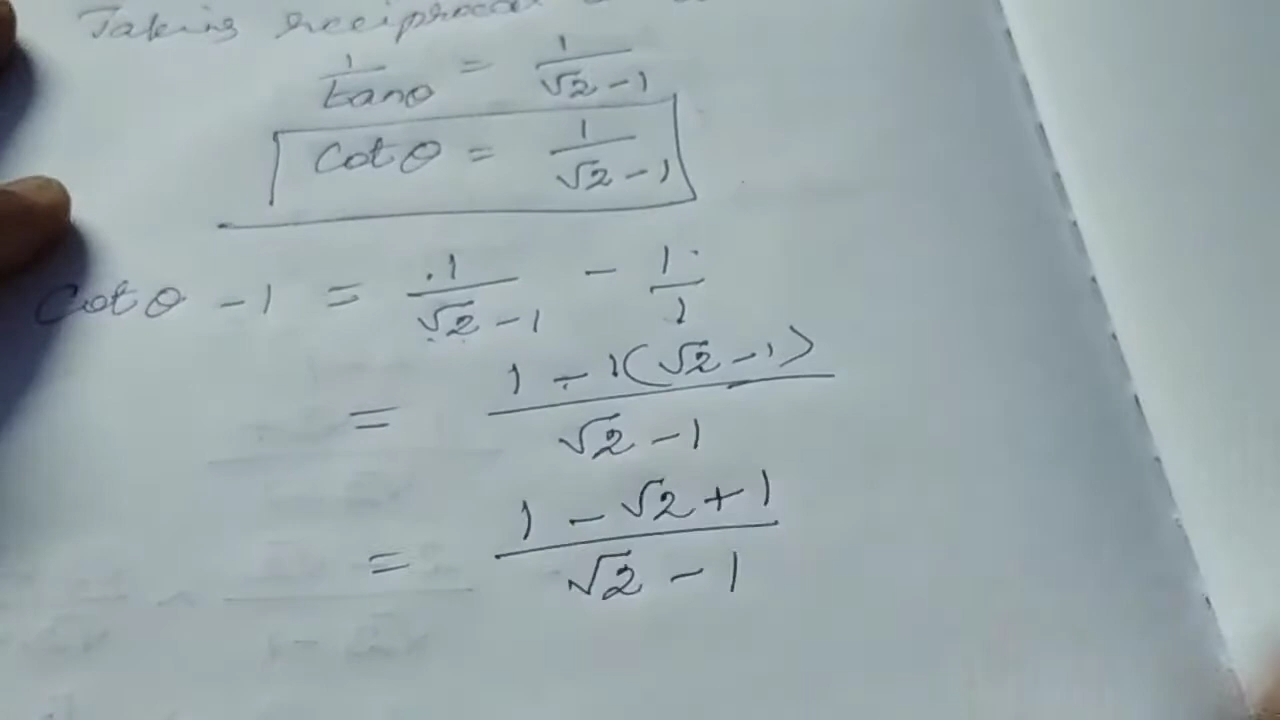 Taking reciprocal
1/tanθ = 1/(√2 - 1)
cotθ = 1/(√2 - 1)
cotθ - 1 = 1/(√2 - 1) - 1/1
= (1 - 1(√2 - 1))/(√2 - 1)
= (1 - √2 + 1)/(√2 - 1)